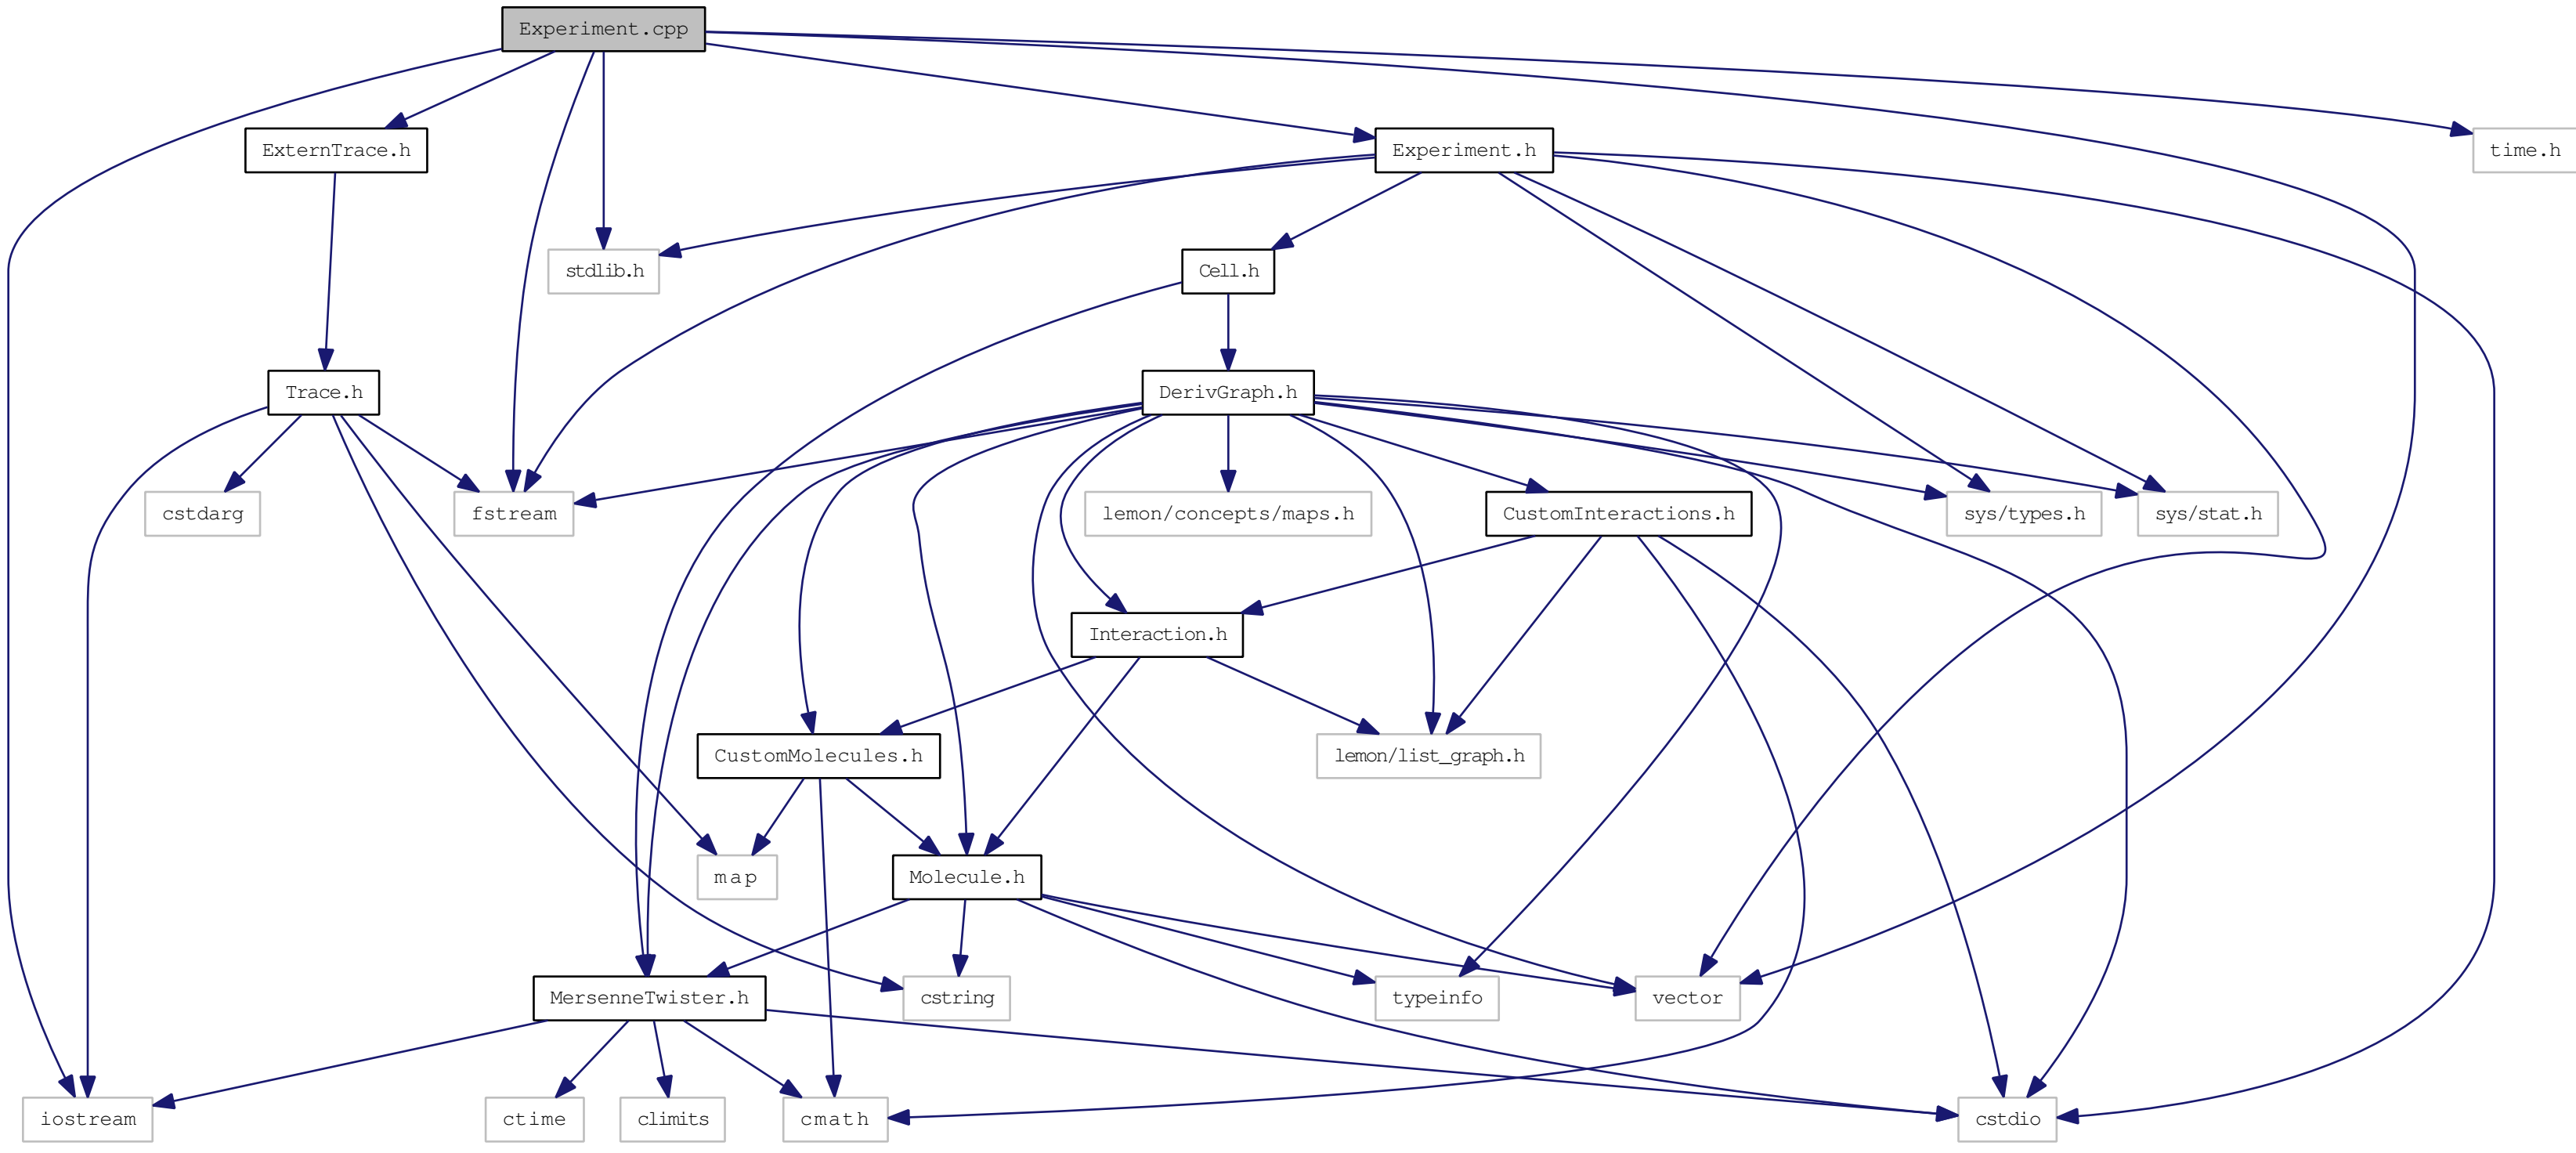 Experiment.cpp
ExternTrace.h
Experiment.h
time.h
stdlib.h
Cell.h
Trace.h
DerivGraph.h
cstdarg
fstream
lemon/concepts/maps.h
CustomInteractions.h
sys/types.h
sys/stat.h
Interaction.h
CustomMolecules.h
lemon/list_graph.h
map
Molecule.h
MersenneTwister.h
cstring
typeinfo
vector
iostream
ctime
climits
cmath
cstdio